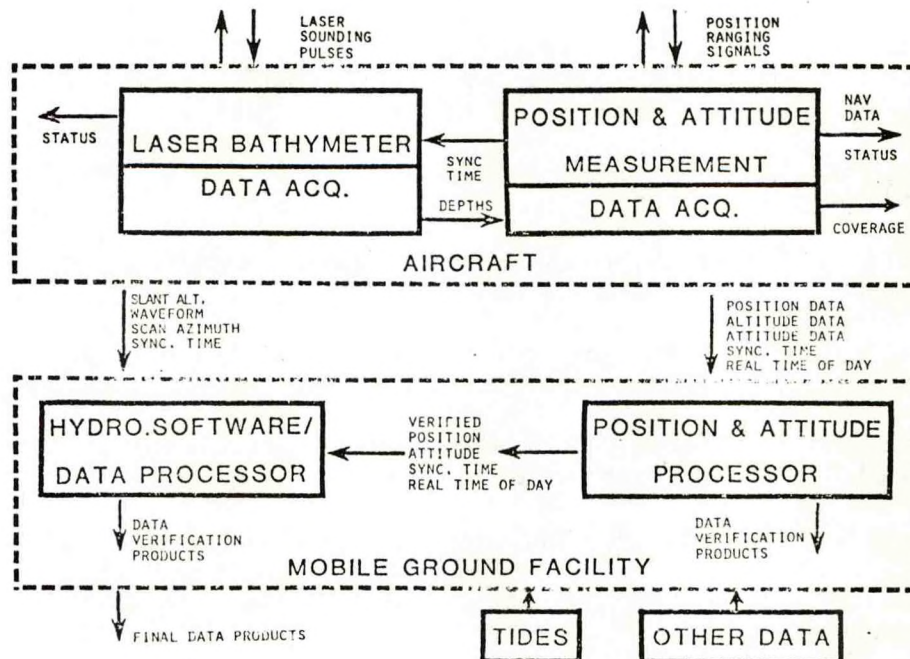 LASER
SOUNDING
PULSES
POSITION
RANGING
SIGNALS
STATUS
LASER BATHYMETER
DATA ACQ.
SYNC
TIME
DEPTHS
POSITION & ATTITUDE
MEASUREMENT
DATA ACQ.
NAV
DATA
STATUS
COVERAGE
AIRCRAFT
SLANT ALT.
WAVEFORM
SCAN AZIMUTH
SYNC. TIME
POSITION DATA
ALTITUDE DATA
ATTITUDE DATA
SYNC. TIME
REAL TIME OF DAY
HYDRO.SOFTWARE/
DATA PROCESSOR
VERIFIED
POSITION
ATTITUDE
SYNC. TIME
REAL TIME OF DAY
POSITION & ATTITUDE
PROCESSOR
DATA
VERIFICATION
PRODUCTS
DATA
VERIFICATION
PRODUCTS
MOBILE GROUND FACILITY
FINAL DATA PRODUCTS
TIDES
OTHER DATA